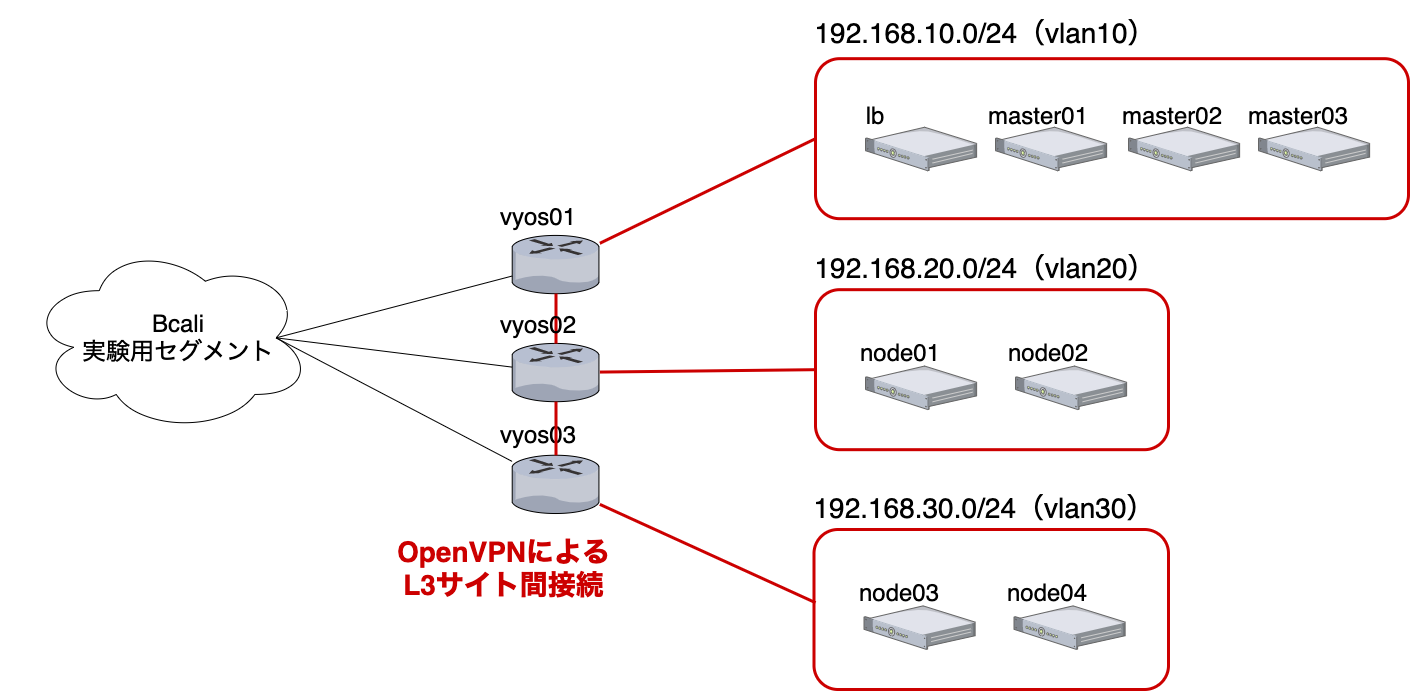 192.168.10.0/24（vlan10）
lb
master01
master02
master03
vyos01
192.168.20.0/24（vlan20）
Bcali
実験用セグメント
vyos02
node01
node02
vyos03
192.168.30.0/24（vlan30）
OpenVPNによる
L3サイト間接続
node03
node04